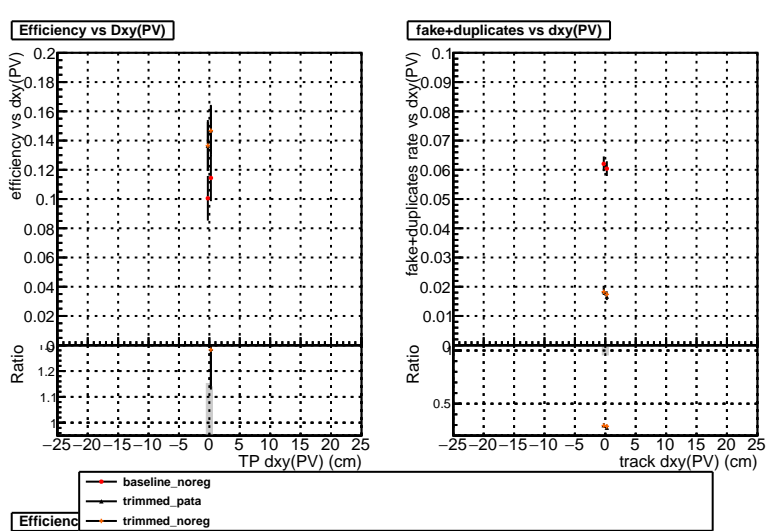 Efficiency vs Dxy(PV)
efficiency vs dxy(PV)
0.2
0.18
0.16
0.14
0.12
0.1
0.08
0.06
0.04
0.02
Ratio
1.2
1.1
1
−25 −20 −15 −10 −5 0 5 10 15 20 25
TP dxy(PV) (cm)
fake+duplicates vs dxy(PV)
fake+duplicates rate vs dxy(PV)
0.1
0.09
0.08
0.07
0.06
0.05
0.04
0.03
0.02
0.01
0
Ratio
0.5
−25 −20 −15 −10 −5 0 5 10 15 20 25
track dxy(PV) (cm)
baseline_noreg
trimmed_pata
trimmed_noreg
Efficienc